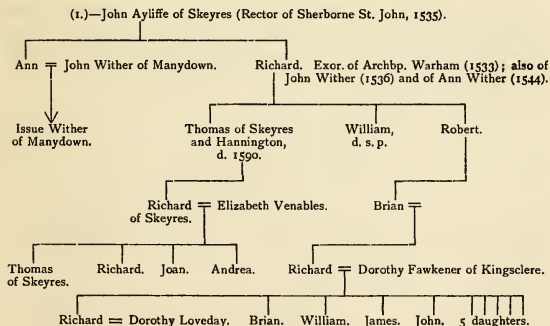 (1.)—John Ayliffe of Skeyres (Rector of Sherborne St. John, 1535).
Ann = John Wither of Manydown. Richard. Exor. of Archbp. Warham (1533); also of
John Wither (1536) and of Ann Wither (1544).
Issue Wither
of Manydown.
Thomas of Skeyres
and Hannington,
d. 1590.
William,
d. s. p.
Robert.
Richard = Elizabeth Venables.
of Skeyres.
Brian =
Thomas
of Skeyres.
Richard. Joan. Andrea. Richard = Dorothy Fawkener of Kingsclere.
Richard = Dorothy Loveday. Brian. William. James. John. 5 daughters.